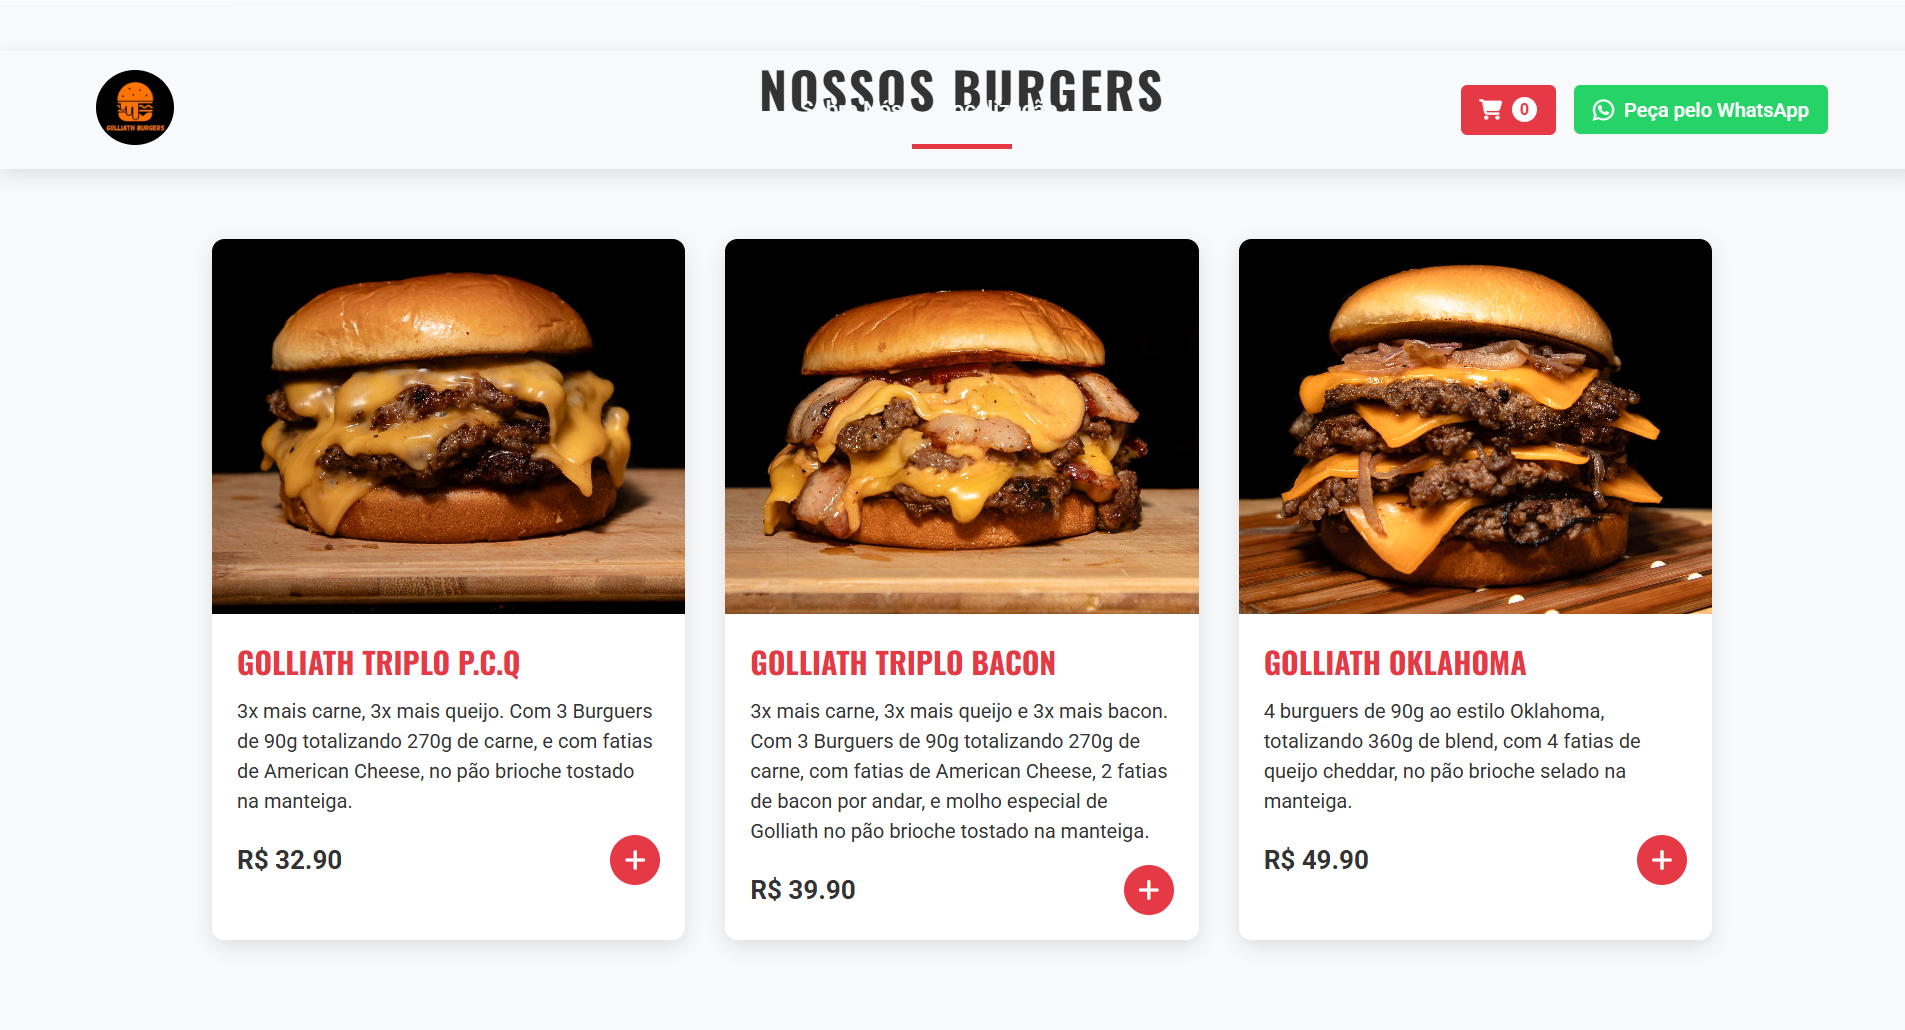 GOLLIATH BURGERS
NOSSOS BURGERS
0
Peça pelo WhatsApp
GOLLIATH TRIPLO P.C.Q
3x mais carne, 3x mais queijo. Com 3 Burguers
de 90g totalizando 270g de carne, e com fatias
de American Cheese, no pão brioche tostado
na manteiga.
R$ 32.90
GOLLIATH TRIPLO BACON
3x mais carne, 3x mais queijo e 3x mais bacon.
Com 3 Burguers de 90g totalizando 270g de
carne, com fatias de American Cheese, 2 fatias
de bacon por andar, e molho especial de
Golliath no pão brioche tostado na manteiga.
R$ 39.90
GOLLIATH OKLAHOMA
4 burguers de 90g ao estilo Oklahoma,
totalizando 360g de blend, com 4 fatias de
queijo cheddar, no pão brioche selado na
manteiga.
R$ 49.90